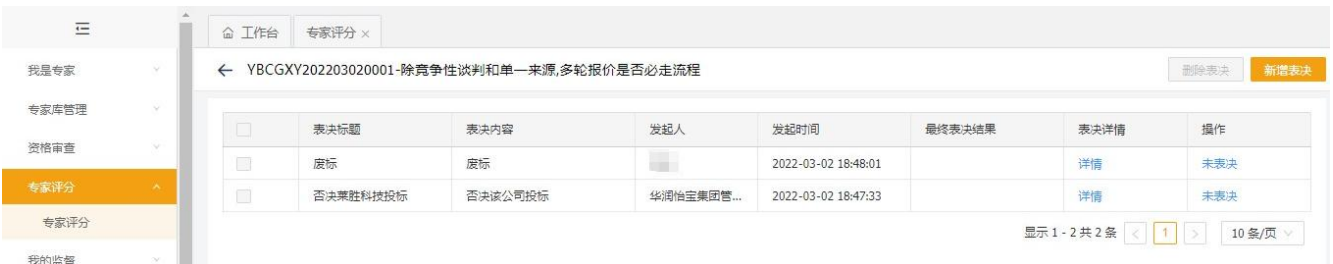 工作台
专家评分 ×
我是专家
专家库管理
资格审查
专家评分
专家评分
我的监督
YBCGXY202203020001-除竞争性谈判和单一来源,多轮报价是否必走流程
删除表决
新增表决
表决标题 表决内容 发起人 发起时间 最终表决结果 表决详情 操作
废标 废标 2022-03-02 18:48:01 详情 未表决
否决莱胜科技投标 否决该公司投标 华润怡宝集团管... 2022-03-02 18:47:33 详情 未表决
显示 1 - 2 共 2 条 < 1 > 10 条/页